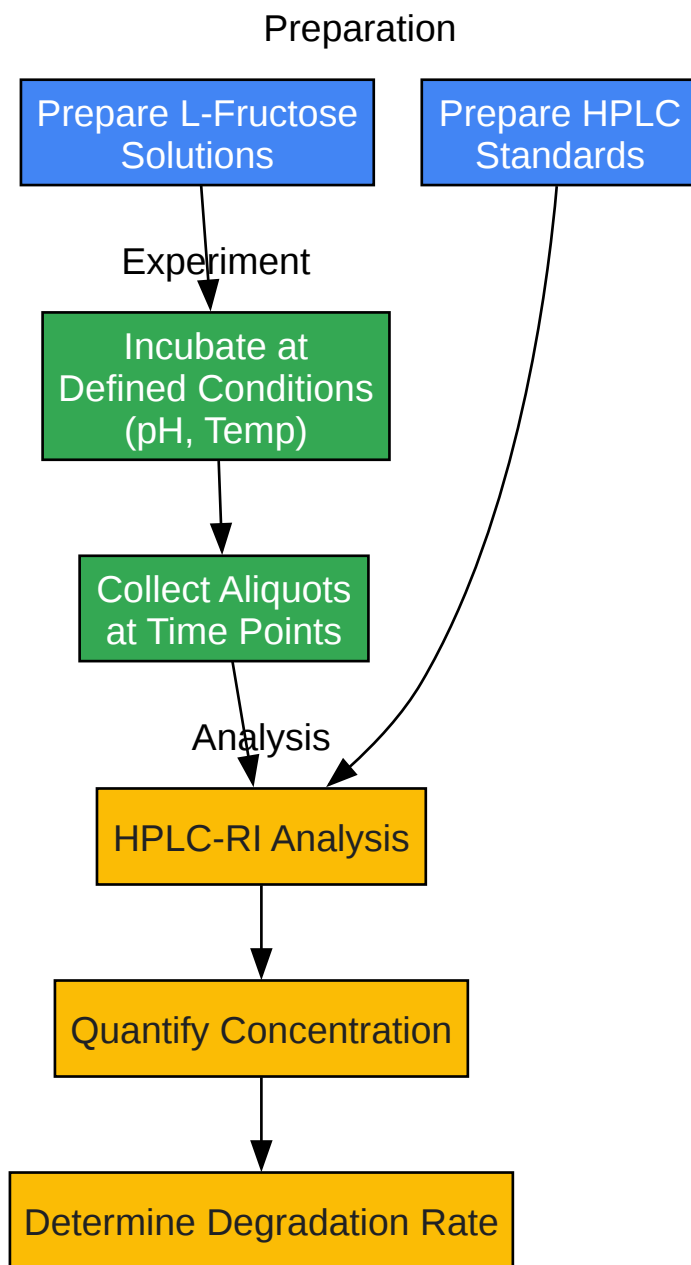 Preparation
Prepare L-Fructose
Solutions
Prepare HPLC
Standards
Experiment
Incubate at
Defined Conditions
(pH, Temp)
Collect Aliquots
at Time Points
Analysis
HPLC-RI Analysis
Quantify Concentration
Determine Degradation Rate